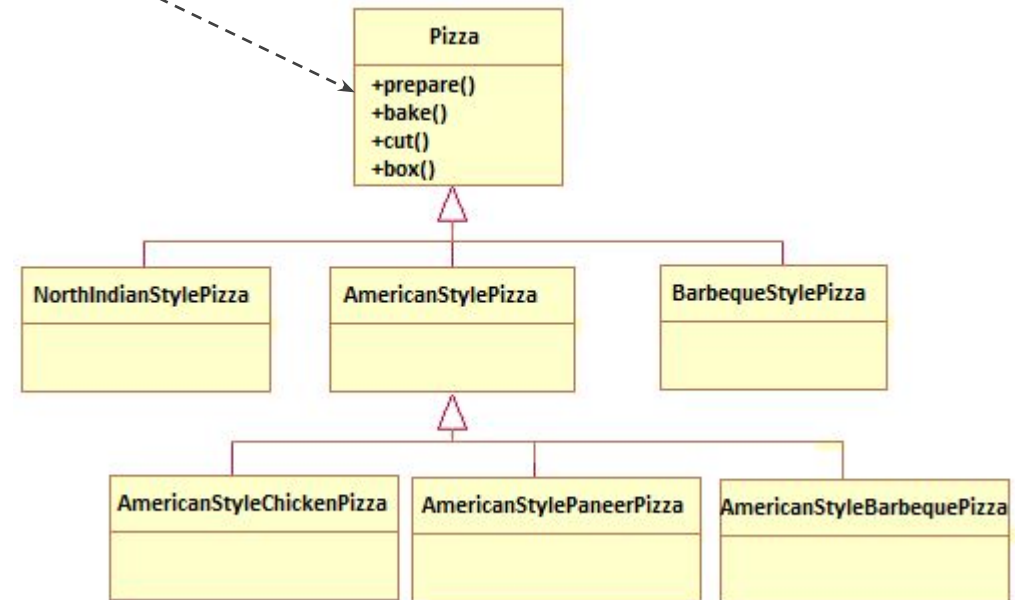 Pizza
+prepare()
+bake()
+cut()
+box()
NorthIndianStylePizza
AmericanStylePizza
BarbequeStylePizza
AmericanStyleChickenPizza
AmericanStylePaneerPizza
AmericanStyleBarbequePizza